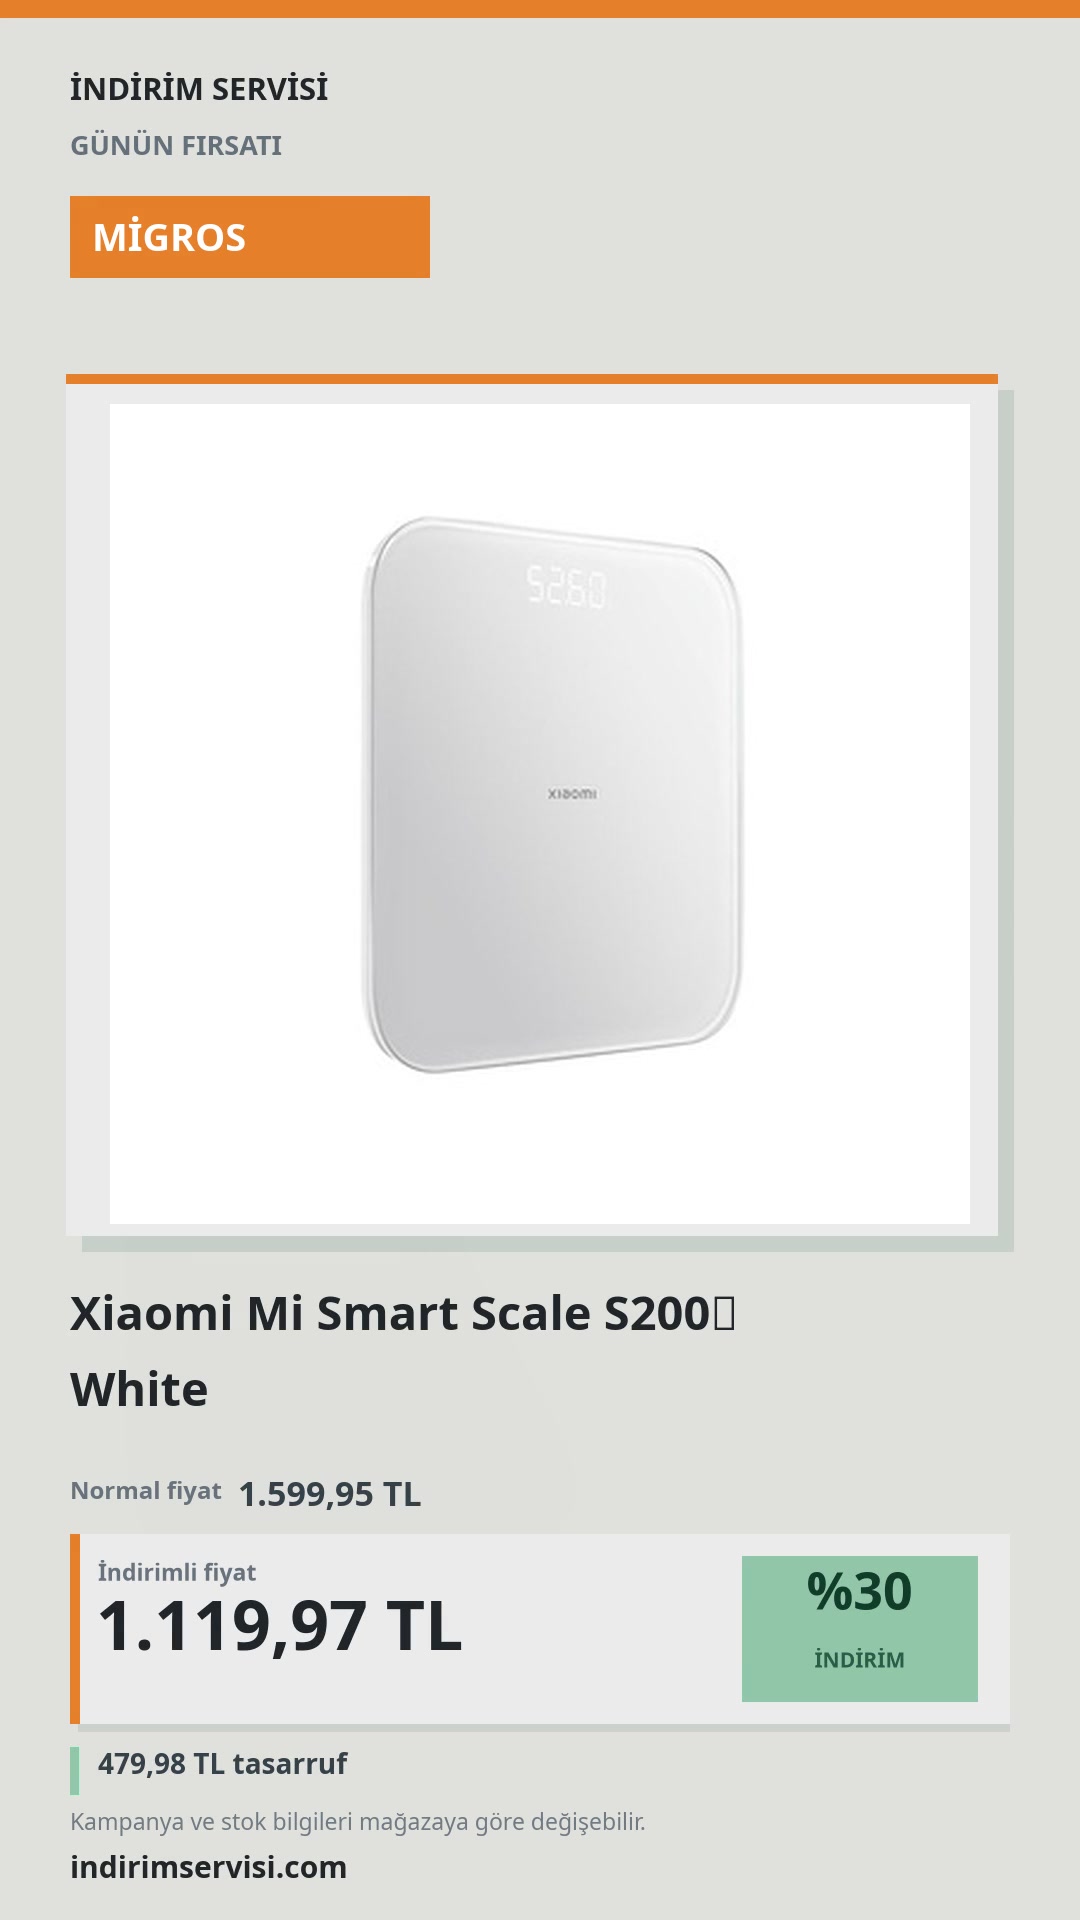 İNDİRİM SERVİSİ
GÜNÜN FIRSATI
MİGROS
5260
xiaomi
Xiaomi Mi Smart Scale S200
White
Normal fiyat 1.599,95 TL
İndirimli fiyat
1.119,97 TL
%30
İNDİRİM
479,98 TL tasarruf
Kampanya ve stok bilgileri mağazaya göre değişebilir.
indirimservisi.com